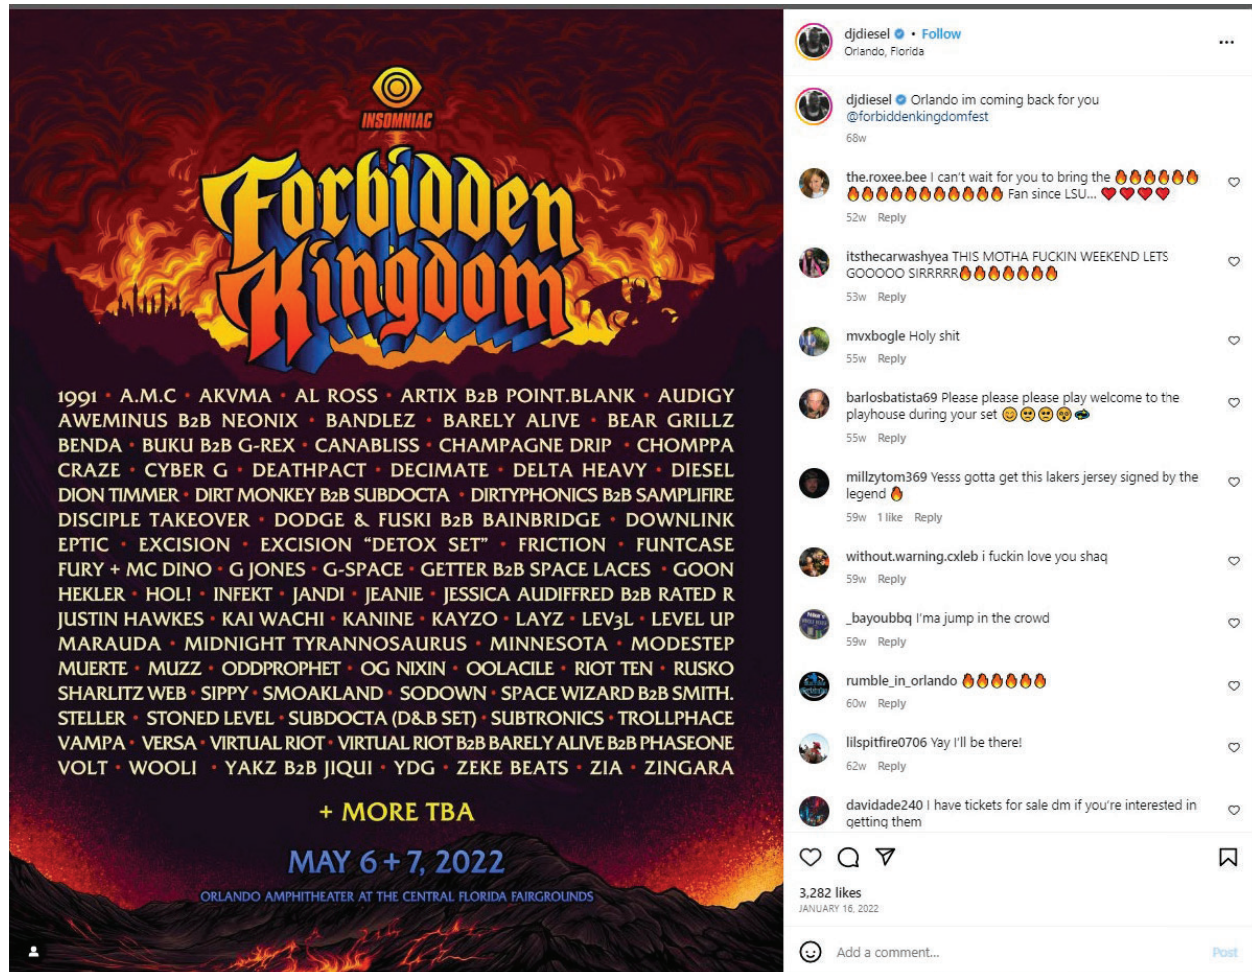 INSOMNIAC
Forbidden
Kingdom
1991 • A.M.C • AKVMA • AL ROSS • ARTIX B2B POINT.BLANK • AUDIGY
AWEMINUS B2B NEONIX • BANDLEZ • BARELY ALIVE • BEAR GRILLZ
BENDA • BUKU B2B G-REX • CANABLISS • CHAMPAGNE DRIP • CHOMPPA
CRAZE • CYBER G • DEATHPACT • DECIMATE • DELTA HEAVY • DIESEL
DION TIMMER • DIRT MONKEY B2B SUBDOCTA • DIRTYPHONICS B2B SAMPLIFIRE
DISCIPLE TAKEOVER • DODGE & FUSKI B2B BAINBRIDGE • DOWNLINK
EPTIC • EXCISION • EXCISION "DETOX SET" • FRICTION • FUNTCASE
FURY + MC DINO • G JONES • G-SPACE • GETTER B2B SPACE LACES • GOON
HEKLER • HOL! • INFEKT • JANDI • JEANIE • JESSICA AUDIFFRED B2B RATED R
JUSTIN HAWKES • KAI WACHI • KANINE • KAYZO • LAYZ • LEV3L • LEVEL UP
MARAUDA • MIDNIGHT TYRANNOSAURUS • MINNESOTA • MODESTEP
MUERTE • MUZZ • ODDPROPHET • OG NIXIN • OOLACILE • RIOT TEN • RUSKO
SHARLITZ WEB • SIPPY • SMOAKLAND • SODOWN • SPACE WIZARD B2B SMITH.
STELLER • STONED LEVEL • SUBDOCTA (D&B SET) • SUBTRONICS • TROLLPHACE
VAMPA • VERSA • VIRTUAL RIOT • VIRTUAL RIOT B2B BARELY ALIVE B2B PHASEONE
VOLT • WOOLI • YAKZ B2B JIQUI • YDG • ZEKE BEATS • ZIA • ZINGARA
+ MORE TBA
MAY 6 + 7, 2022
ORLANDO AMPHITHEATER AT THE CENTRAL FLORIDA FAIRGROUNDS
djdiesel • Follow
Orlando, Florida
djdiesel Orlando im coming back for you
@forbiddenkingdomfest
68w
the.roxee.bee I can't wait for you to bring the 🔥🔥🔥🔥🔥🔥
🔥🔥🔥🔥🔥🔥🔥🔥🔥🔥🔥 Fan since LSU... ❤️❤️❤️❤️
52w Reply
itsthecarwashyea THIS MOTHA FUCKIN WEEKEND LETS
GOOOOO SIRRRRR🔥🔥🔥🔥🔥🔥🔥
53w Reply
mvxbogle Holy shit
55w Reply
barlosbatista69 Please please please play welcome to the
playhouse during your set
55w Reply
millzytom369 Yesss gotta get this lakers jersey signed by the
legend 🔥
59w 1 like Reply
without.warning.cxleb i fuckin love you shaq
59w Reply
_bayoubbq I'ma jump in the crowd
59w Reply
rumble_in_orlando 🔥🔥🔥🔥🔥🔥
60w Reply
lilspitfire0706 Yay I'll be there!
62w Reply
davidade240 I have tickets for sale dm if you're interested in
getting them
3,282 likes
JANUARY 16, 2022
Add a comment... Post